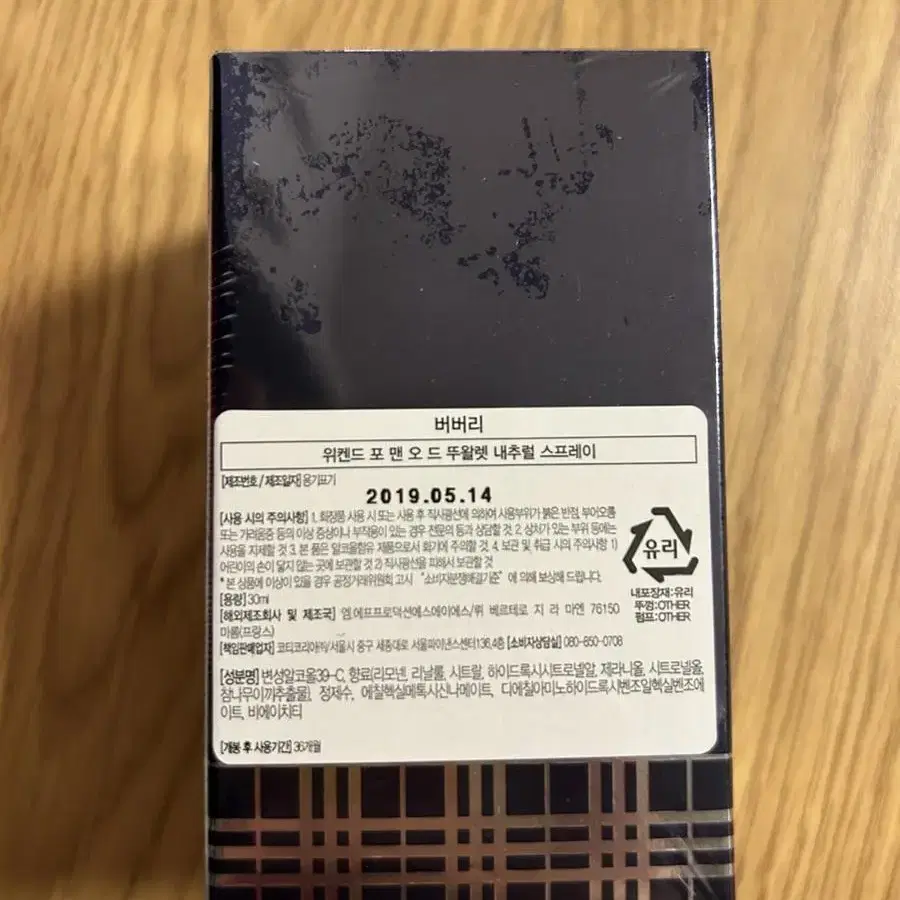 버버리
위켄드 포 맨 오 드 뚜왈렛 내추럴 스프레이
[제조번호 / 제조일자] 용기표기
2019.05.14
[사용 시의 주의사항] 1. 화장품 사용 시 또는 사용 후 직사광선에 의하여 사용부위가 붉은 반점, 부어오름
또는 가려움증 등의 이상 증상이나 부작용이 있는 경우 전문의 등과 상담할 것 2. 상처가 있는 부위 등에는
사용을 자제할 것 3. 본 품은 알코올함유 제품으로서 화기에 주의할 것. 4. 보관 및 취급 시의 주의사항 1)
어린이의 손이 닿지 않는 곳에 보관할 것 2) 직사광선을 피해서 보관할 것
* 본 상품에 이상이 있을 경우 공정거래위원회 고시 "소비자분쟁해결기준" 에 의해 보상해 드립니다.
[용량] 30ml
[해외제조회사 및 제조국] 엠.에프프로덕션에스에이에스/뤼 베르테로 지 라 마엔 76150
마롬(프랑스)
[책임판매업자] 코티코리아㈜/서울시 중구 세종대로 서울파이낸스센터136,4층 [소비자상담실] 080-850-0708
[성분명] 변성알코올39-C, 향료(리모넨, 리날룰, 시트랄, 하이드록시시트로넬알, 제라니올, 시트로넬올,
참나무이끼추출물), 정제수, 에칠헥실메톡시신나메이트, 디에칠아미노하이드록시벤조일헥실벤조에
이트, 비에이치티
[개봉 후 사용기간] 36개월
유리
내포장재:유리
뚜껑:OTHER
펌프:OTHER